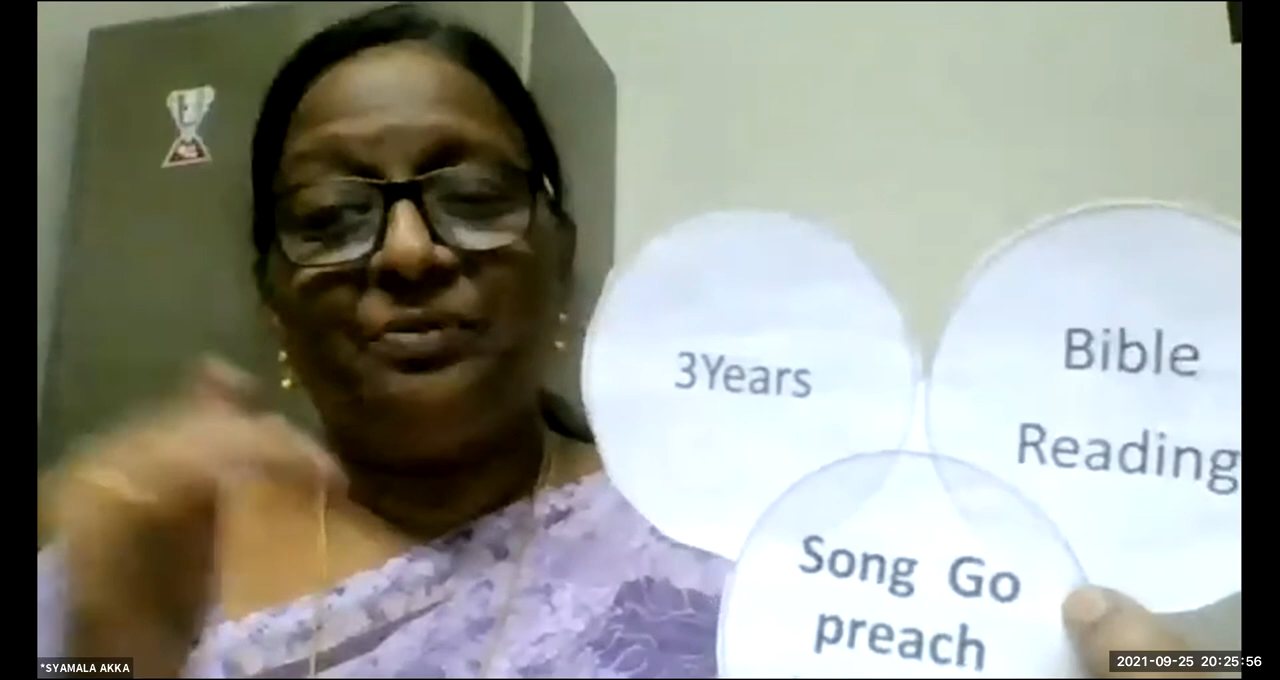 3Years
Bible
Reading
Song Go
preach
*SYAMALA AKKA
2021-09-25 20:25:56